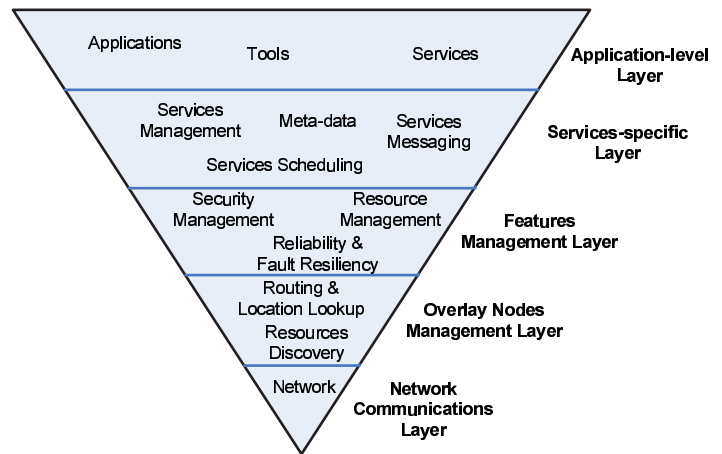 Applications
Tools
Services
Application-level
Layer
Services
Management
Meta-data
Services
Messaging
Services Scheduling
Services-specific
Layer
Security
Management
Resource
Management
Reliability &
Fault Resiliency
Features
Management Layer
Routing &
Location Lookup
Resources
Discovery
Overlay Nodes
Management Layer
Network
Network
Communications
Layer